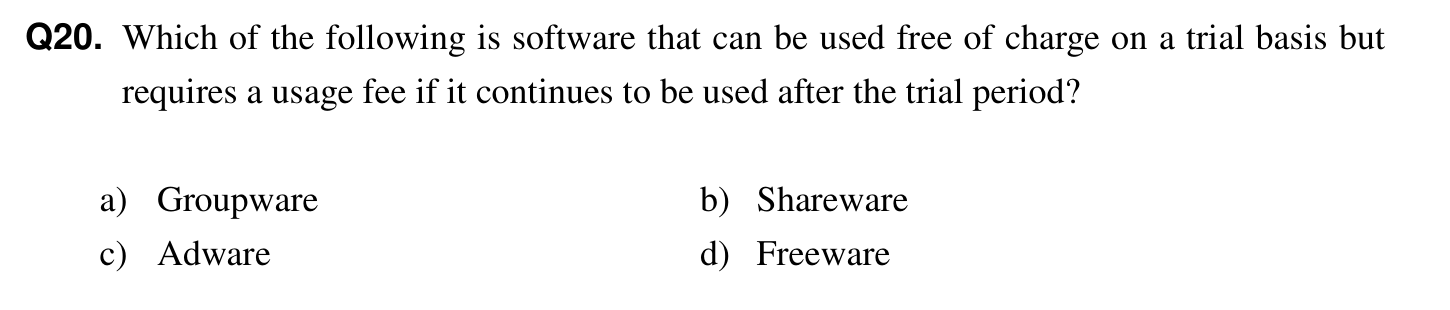 Q20. Which of the following is software that can be used free of charge on a trial basis but
requires a usage fee if it continues to be used after the trial period?
a) Groupware b) Shareware
c) Adware d) Freeware